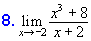 8. lim x→−2 (x³ + 8)/(x + 2)